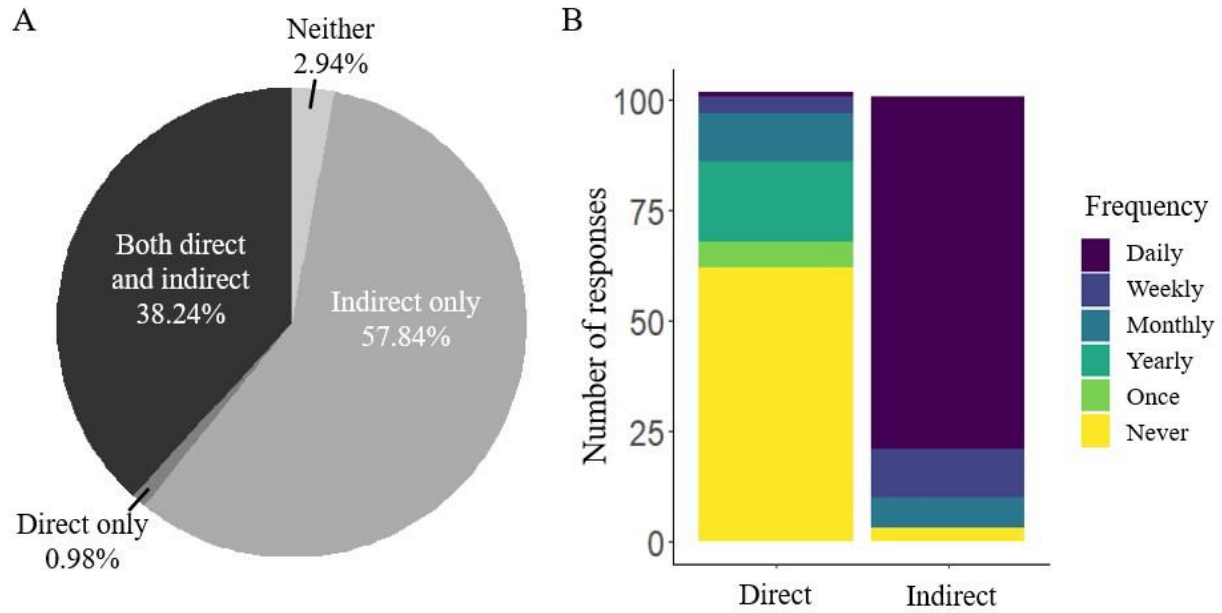 A
Neither
2.94%
Both direct
and indirect
38.24%
Indirect only
57.84%
Direct only
0.98%
B
Number of responses
100
75
50
25
0
Direct
Indirect
Frequency
Daily
Weekly
Monthly
Yearly
Once
Never